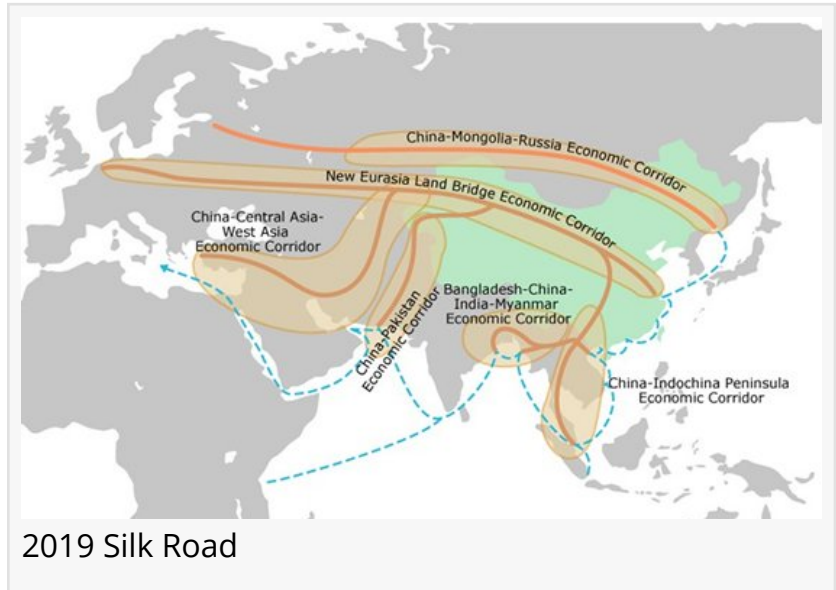 China-Mongolia-Russia Economic Corridor
New Eurasia Land Bridge Economic Corridor
China-Central Asia-
West Asia
Economic Corridor
China-Pakistan
Economic Corridor
Bangladesh-China-
India-Myanmar
Economic Corridor
China-Indochina Peninsula
Economic Corridor
2019 Silk Road